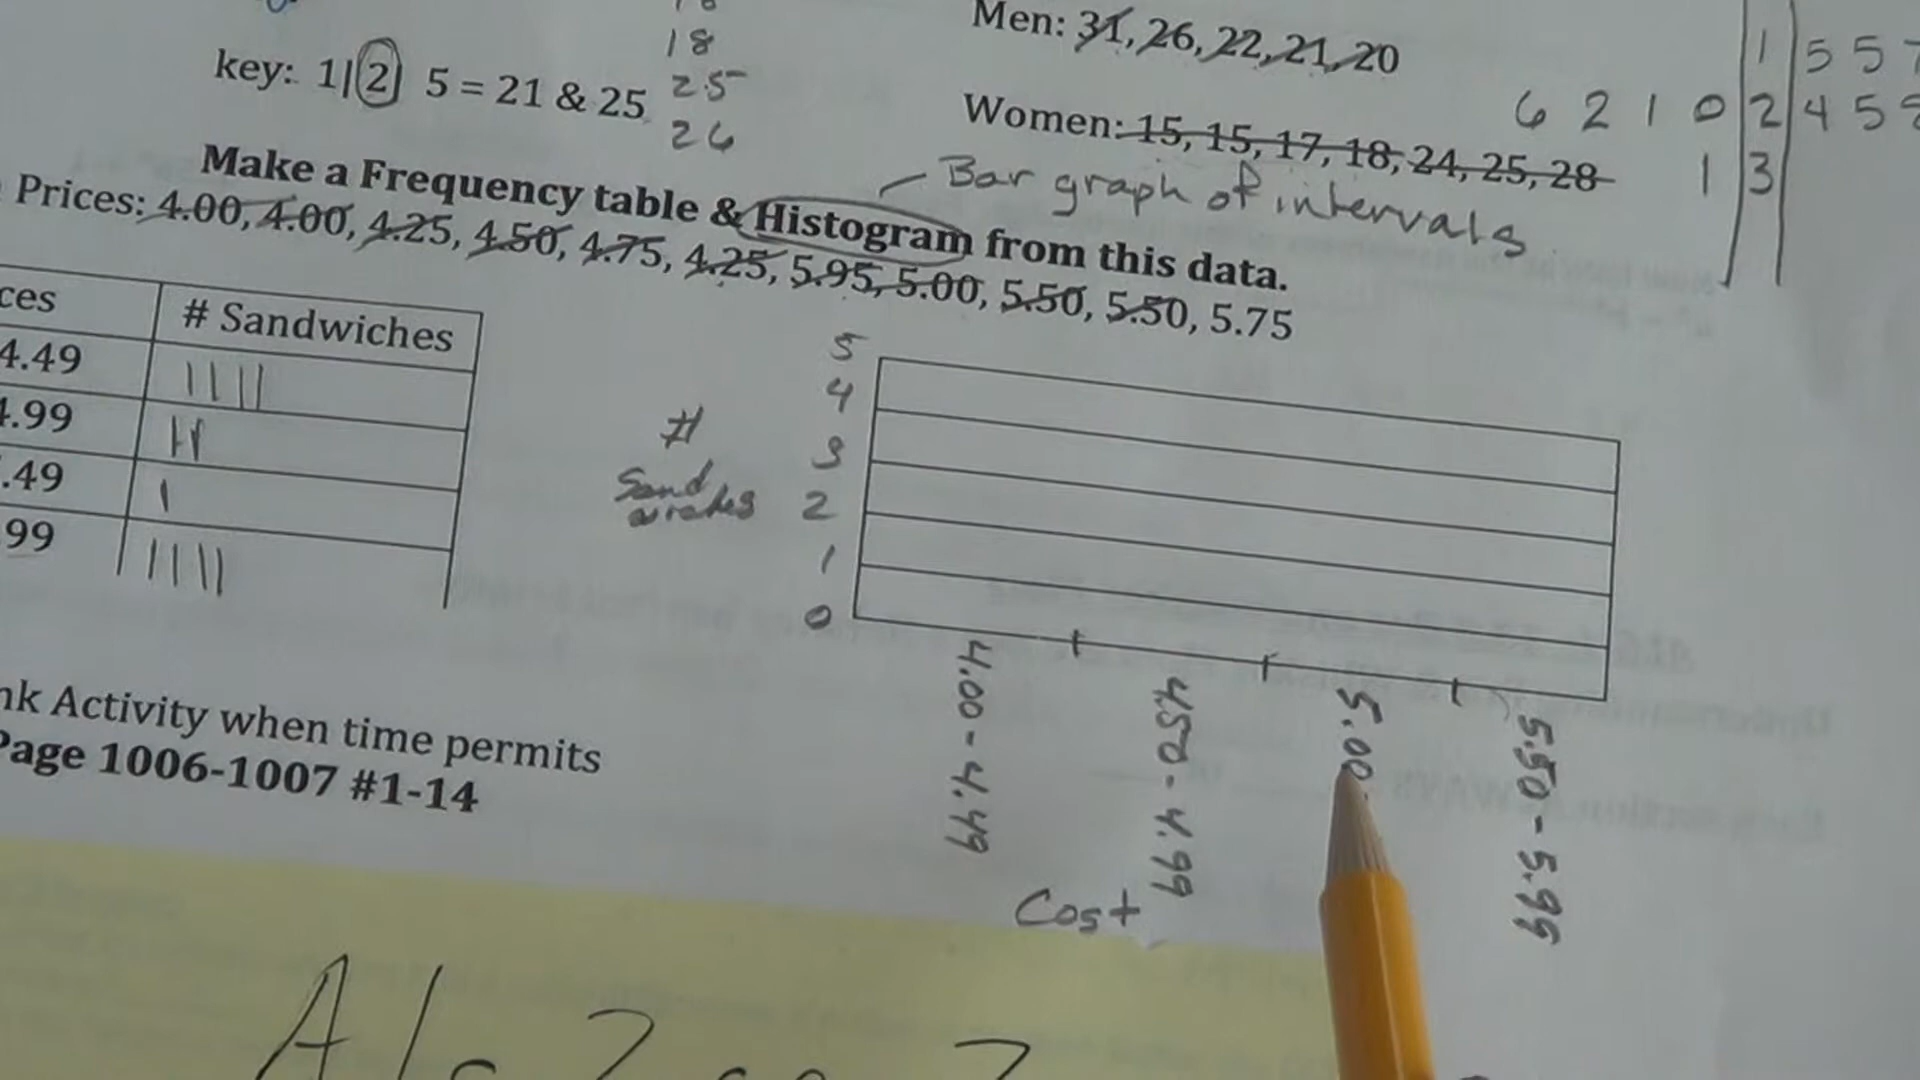 18
25
26
key: 1|2 5 = 21 & 25
Men: 31, 26, 22, 21, 20
Women: 15, 15, 17, 18, 24, 25, 28
1 5 5 7
6 2 1 0 2 4 5 8
1 3
Bar graph of intervals
Make a Frequency table & Histogram from this data.
Prices: 4.00, 4.00, 4.25, 4.50, 4.75, 4.25, 5.95, 5.00, 5.50, 5.50, 5.75
ces # Sandwiches
4.49 ||||
4.99 ||
.49 |
99 ||||
# Sandwiches
5
4
3
2
1
0
4.00 - 4.49
4.50 - 4.99
5.00
5.50 - 5.99
Cost
nk Activity when time permits
Page 1006-1007 #1-14